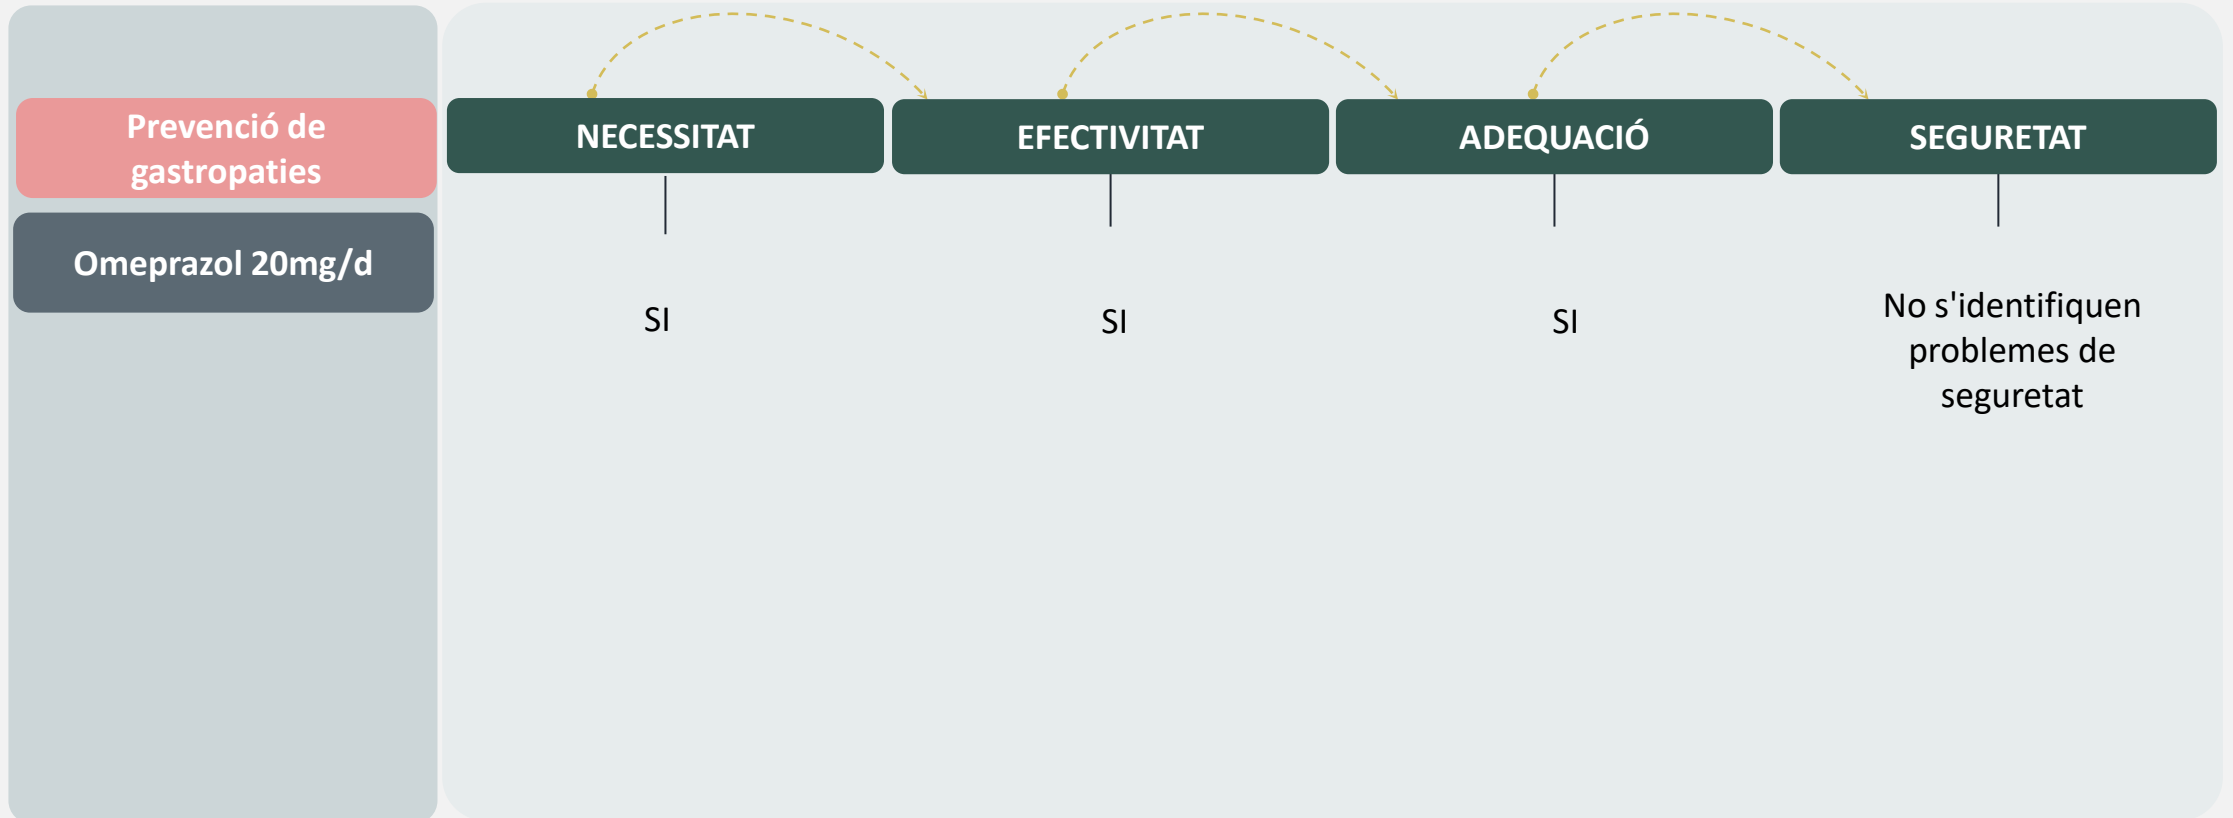 Prevenció de
gastropaties
Omeprazol 20mg/d
NECESSITAT
EFECTIVITAT
ADEQUACIÓ
SEGURETAT
SI
SI
SI
No s'identifiquen
problemes de
seguretat